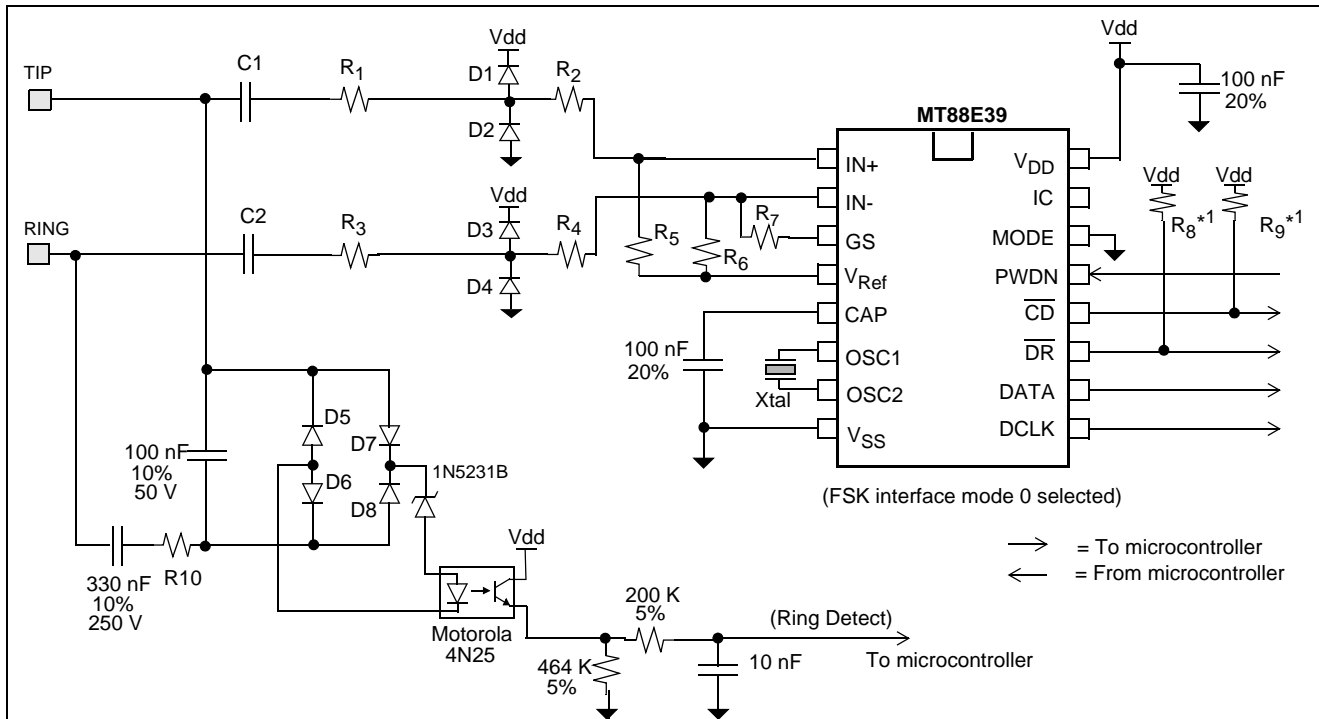 TIP
C1
R1
Vdd
D1
D2
R2
Vdd
100 nF
20%
MT88E39
RING
C2
R3
Vdd
D3
D4
R4
R5
R6
R7
IN+
IN-
GS
VRef
CAP
OSC1
OSC2
VSS
VDD
IC
MODE
PWDN
CD
DR
DATA
DCLK
Vdd
Vdd
R8*1
R9*1
100 nF
20%
Xtal
(FSK interface mode 0 selected)
= To microcontroller
= From microcontroller
100 nF
10%
50 V
D5
D6
D7
D8
1N5231B
330 nF
10%
250 V
R10
Vdd
Motorola
4N25
464 K
5%
200 K
5%
10 nF
(Ring Detect)
To microcontroller